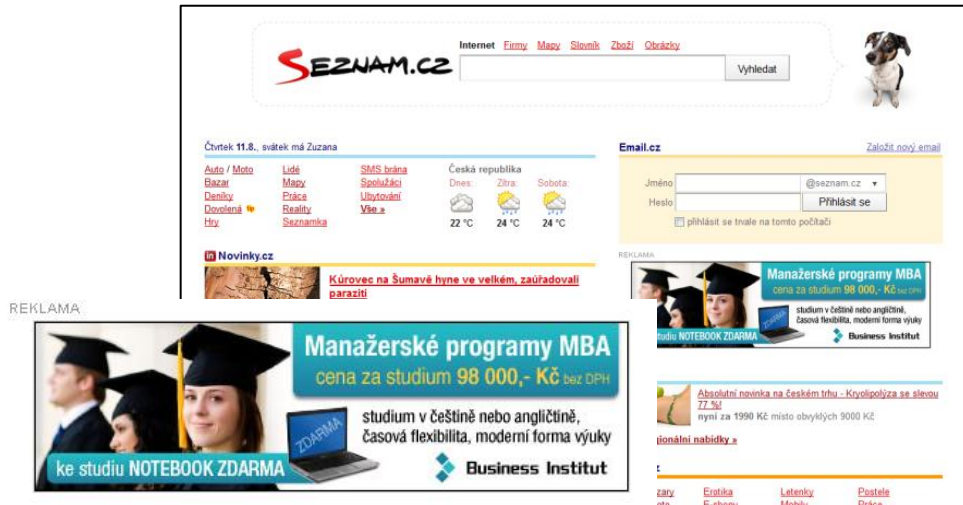 Internet Firmy Mapy Slovník Zboží Obrázky
SEZNAM.CZ
Vyhledat
Čtvrtek 11.8., svátek má Zuzana
Auto / Moto Lidé SMS brána
Bazar Mapy Spolužáci
Deníky Práce Ubytování
Dovolená Reality Vše »
Hry Seznamka
Česká republika
Dnes: Zítra: Sobota:
22 °C 24 °C 24 °C
Email.cz Založit nový email
Jméno @seznam.cz
Heslo Přihlásit se
přihlásit se trvale na tomto počítači
in Novinky.cz
Kůrovec na Šumavě hyne ve velkém, zaúřadovali
paraziti
REKLAMA
Manažerské programy MBA
cena za studium 98 000,- Kč bez DPH
studium v češtině nebo angličtině,
časová flexibilita, moderní forma výuky
ZDARMA
NOTEBOOK ZDARMA
Business Institut
REKLAMA
Manažerské programy MBA
cena za studium 98 000,- Kč bez DPH
studium v češtině nebo angličtině,
časová flexibilita, moderní forma výuky
ZDARMA
ke studiu NOTEBOOK ZDARMA
Business Institut
Absolutní novinka na českém trhu - Kryolipolýza se slevou
77 %!
nyní za 1990 Kč místo obvyklých 9000 Kč
nabídky »
Erotika Letenky Postele